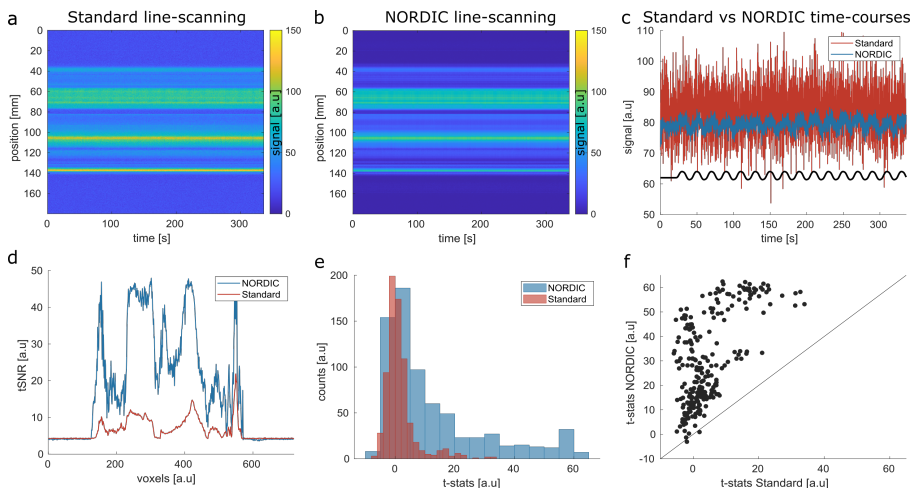 a Standard line-scanning
0
20
40
60
80
100
120
140
160
position [mm]
0 100 200 300
time [s]
150
100
50
0
signal [a.u]
b NORDIC line-scanning
0
20
40
60
80
100
120
140
160
position [mm]
0 100 200 300
time [s]
150
100
50
0
signal [a.u]
c Standard vs NORDIC time-courses
110
100
90
80
70
60
50
signal [a.u]
Standard
NORDIC
0 50 100 150 200 250 300
time [s]
d
50
40
30
20
10
0
tSNR [a.u]
NORDIC
Standard
0 200 400 600
voxels [a.u]
e
200
150
100
50
0
counts [a.u]
NORDIC
Standard
0 20 40 60
t-stats [a.u]
f
60
50
40
30
20
10
0
-10
t-stats NORDIC [a.u]
0 20 40 60
t-stats Standard [a.u]